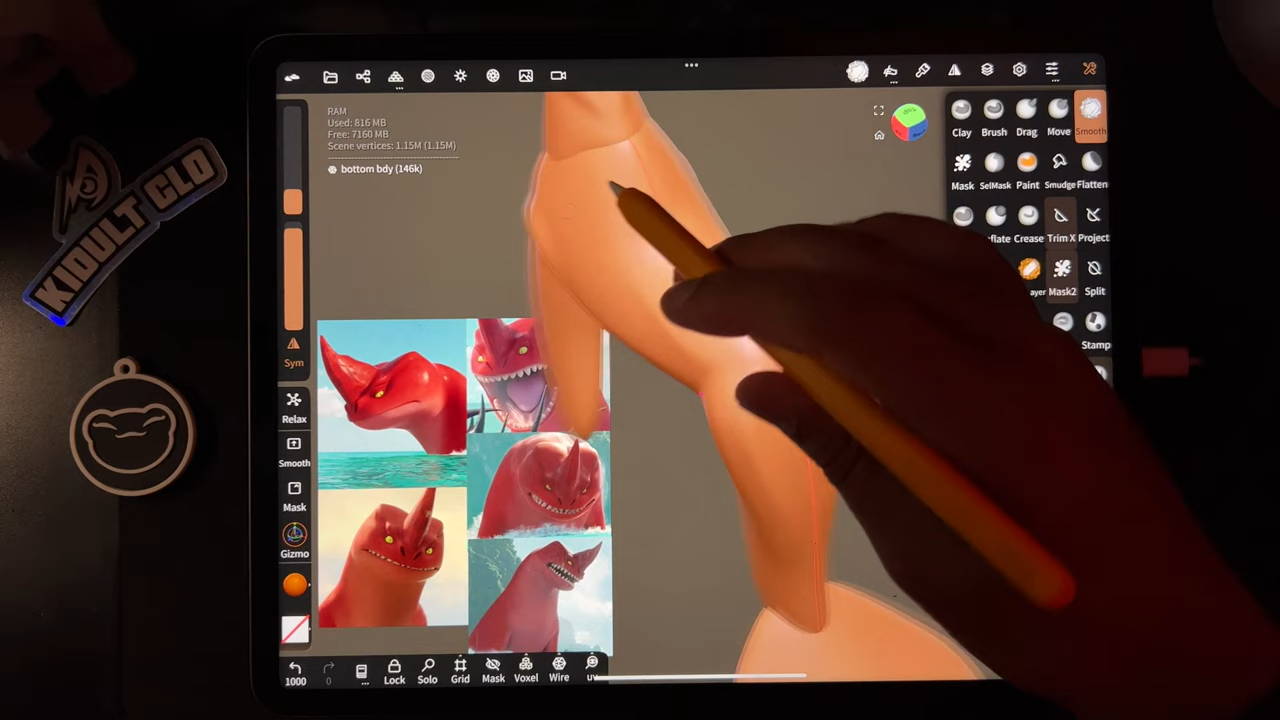 RAM
Used: 816 MB
Free: 7160 MB
Scene vertices: 1.15M (1.15M)
bottom bdy (146k)
TOP
Clay Brush Drag Move Smooth
Mask SelMask Paint Smudge Flatten
flate Crease Trim X Project
ayer Mask2 Split
Stamp
KIDULT CLO
Sym
Relax
Smooth
Mask
Gizmo
1000 0 Lock Solo Grid Mask Voxel Wire uv